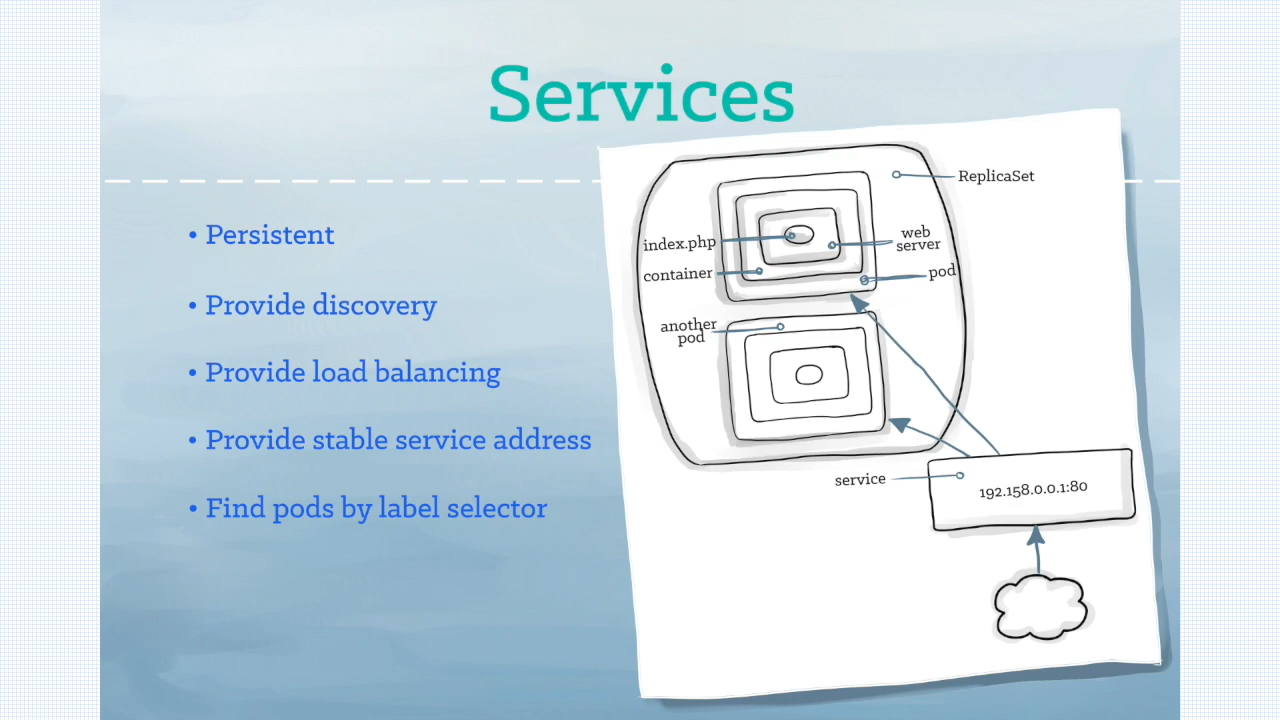 Services
• Persistent
• Provide discovery
• Provide load balancing
• Provide stable service address
• Find pods by label selector
ReplicaSet
index.php
web
server
container
pod
another
pod
service
192.158.0.0.1:80